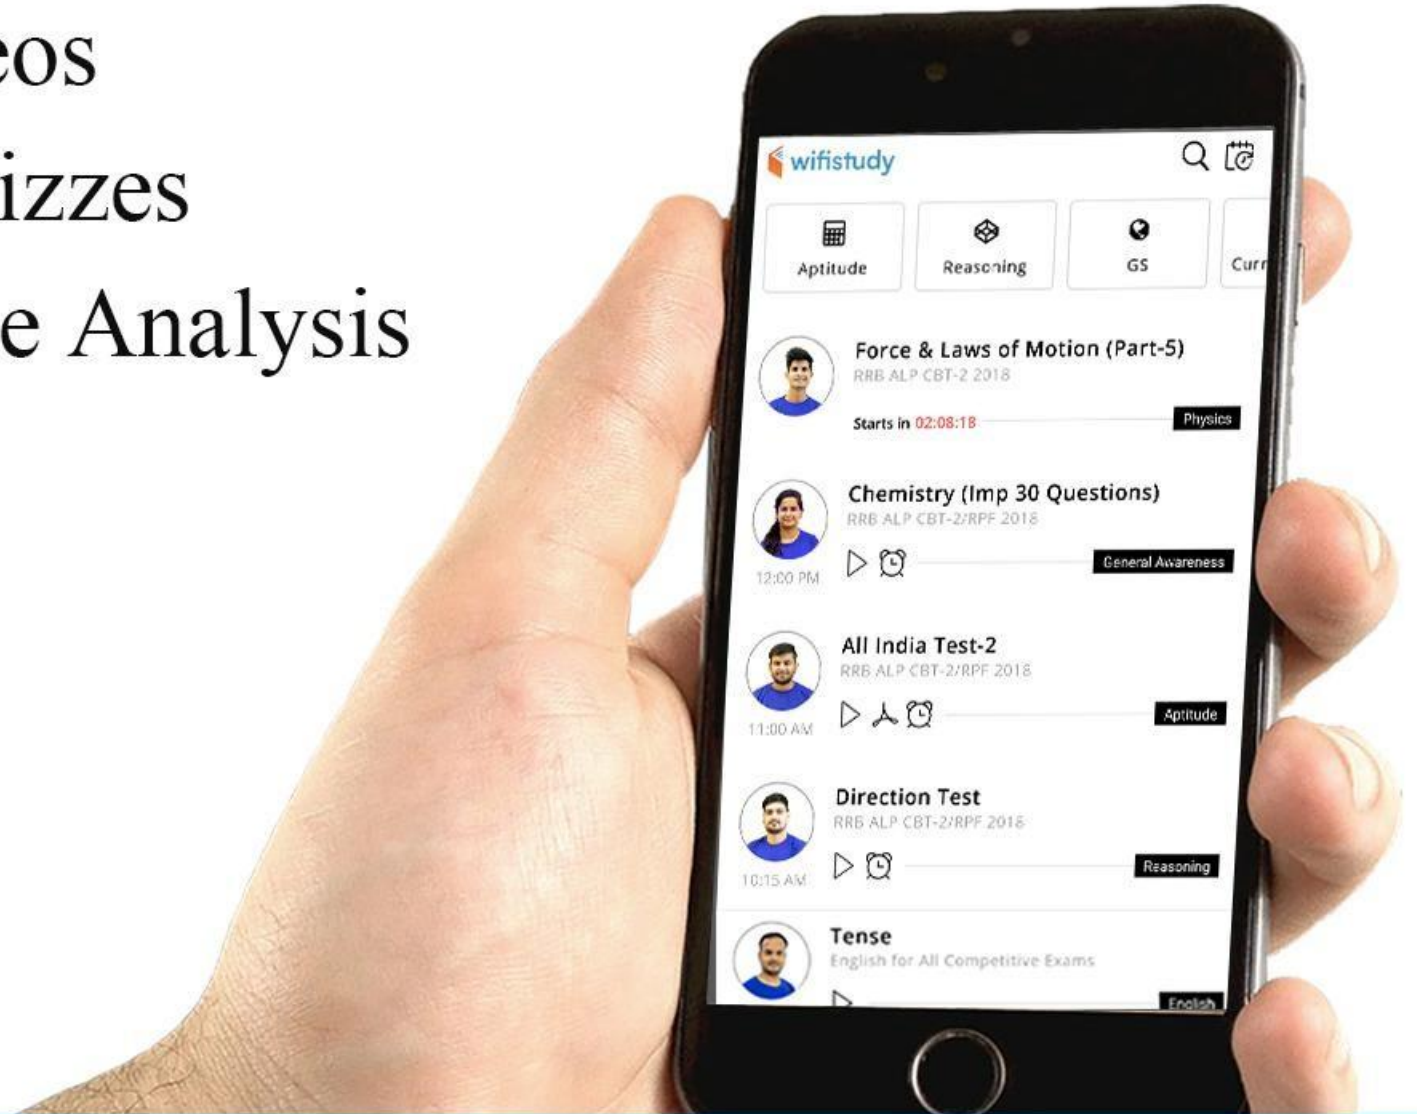 eos
izzes
e Analysis
wifistudy
Aptitude
Reasoning
GS
Curr
Force & Laws of Motion (Part-5)
RRB ALP CBT-2 2018
Starts in 02:08:18
Physics
Chemistry (Imp 30 Questions)
RRB ALP CBT-2/RPF 2018
12:00 PM
General Awareness
All India Test-2
RRB ALP CBT-2/RPF 2018
11:00 AM
Aptitude
Direction Test
RRB ALP CBT-2/RPF 2018
10:15 AM
Reasoning
Tense
English for All Competitive Exams
English